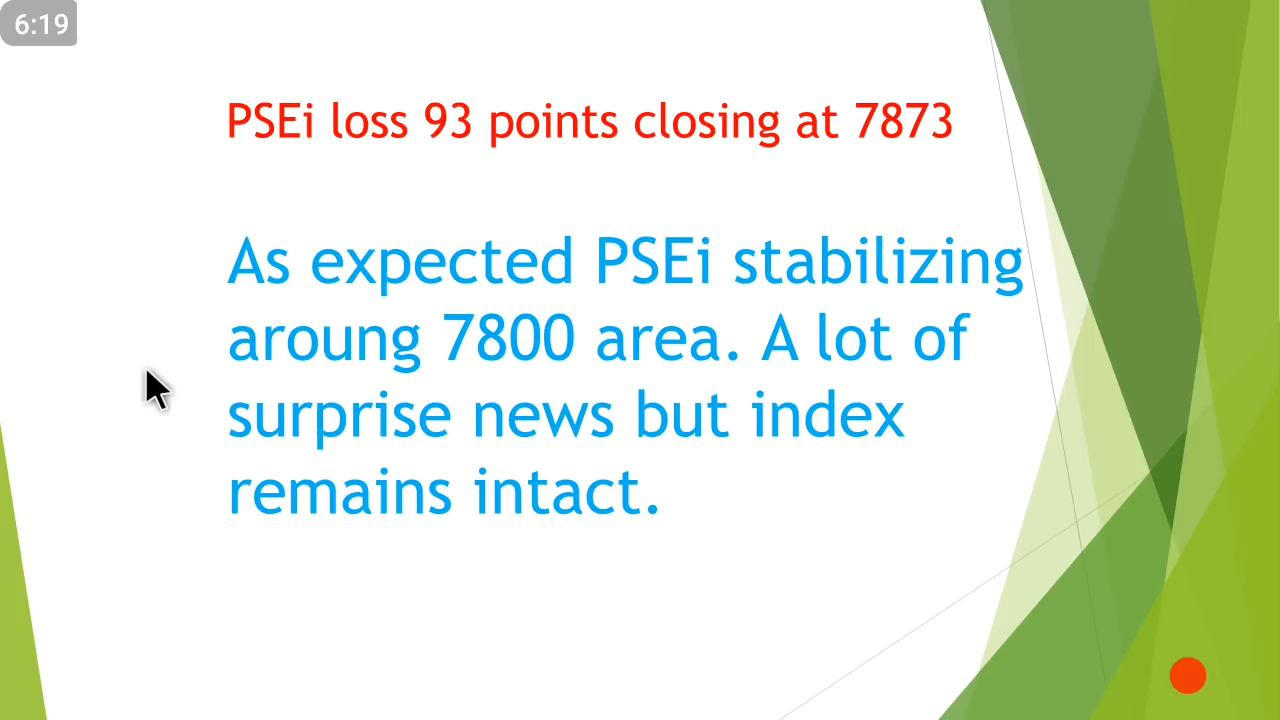 6:19
PSEi loss 93 points closing at 7873
As expected PSEi stabilizing
aroung 7800 area. A lot of
surprise news but index
remains intact.